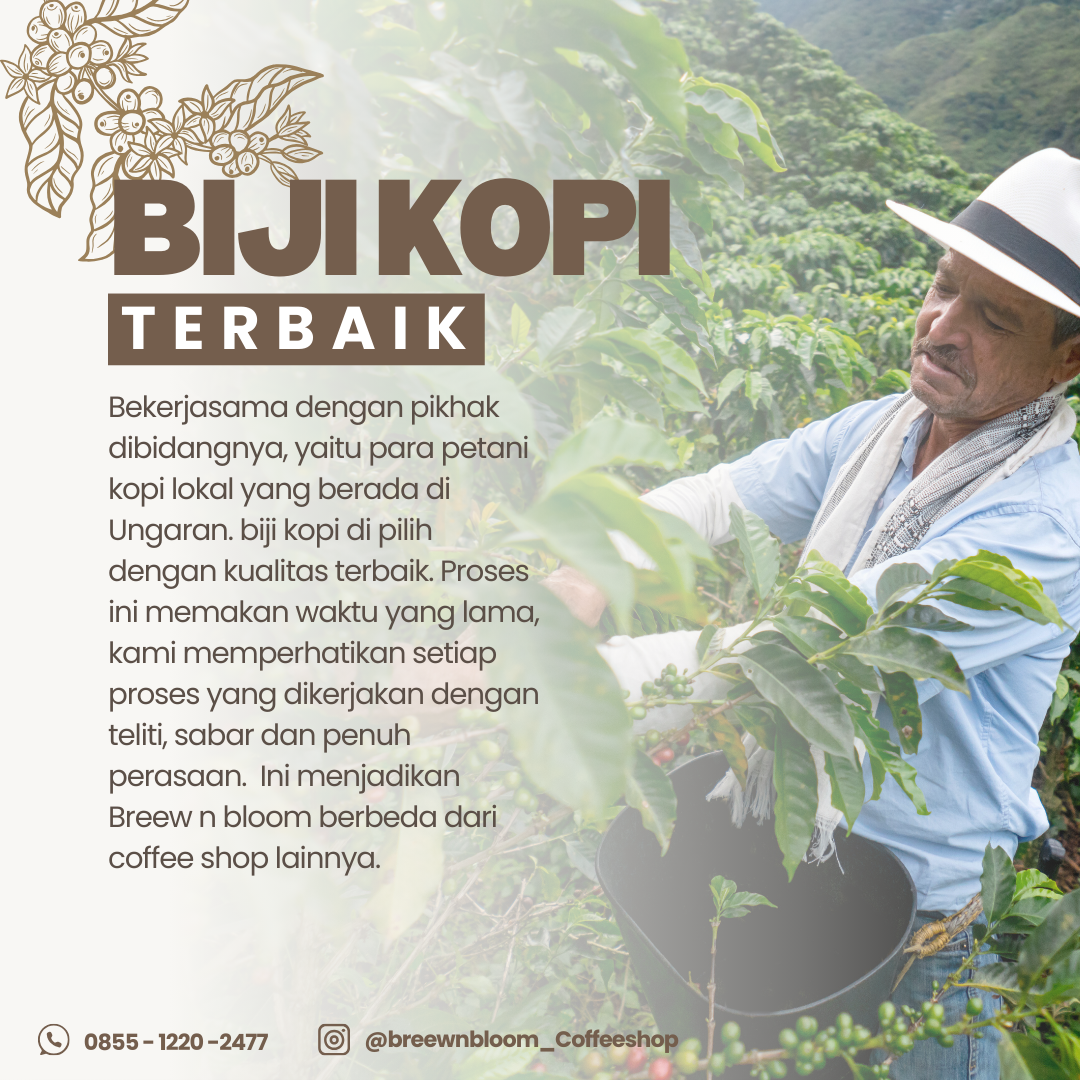 BIJI KOPI
TERBAIK
Bekerjasama dengan pikhak
dibidangnya, yaitu para petani
kopi lokal yang berada di
Ungaran. biji kopi di pilih
dengan kualitas terbaik. Proses
ini memakan waktu yang lama,
kami memperhatikan setiap
proses yang dikerjakan dengan
teliti, sabar dan penuh
perasaan.  Ini menjadikan
Breew n bloom berbeda dari
coffee shop lainnya.
0855 - 1220 -2477 @breewnbloom_Coffeeshop